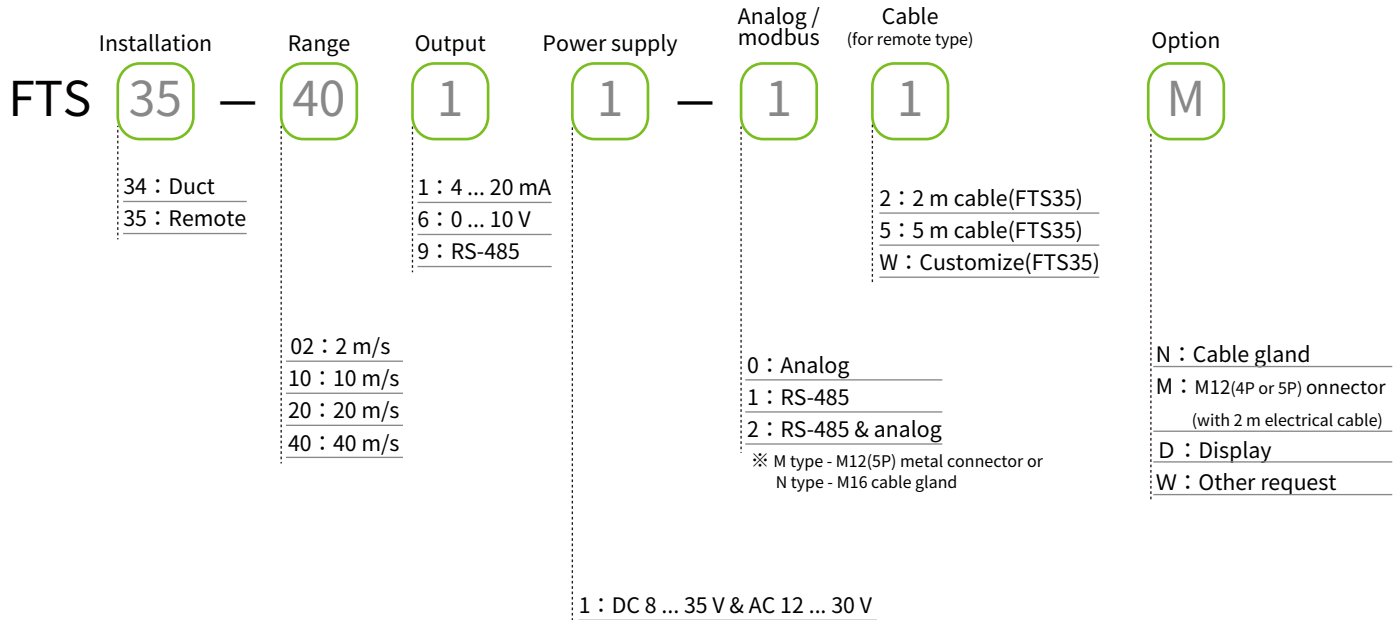 Installation Range Output Power supply Analog / modbus Cable (for remote type) Option
FTS 35 — 40 1 1 — 1 1 M
34：Duct
35：Remote
02：2 m/s
10：10 m/s
20：20 m/s
40：40 m/s
1：4 ... 20 mA
6：0 ... 10 V
9：RS-485
1：DC 8 ... 35 V & AC 12 ... 30 V
0：Analog
1：RS-485
2：RS-485 & analog
※ M type - M12(5P) metal connector or
N type - M16 cable gland
2：2 m cable(FTS35)
5：5 m cable(FTS35)
W：Customize(FTS35)
N：Cable gland
M：M12(4P or 5P) onnector
(with 2 m electrical cable)
D：Display
W：Other request